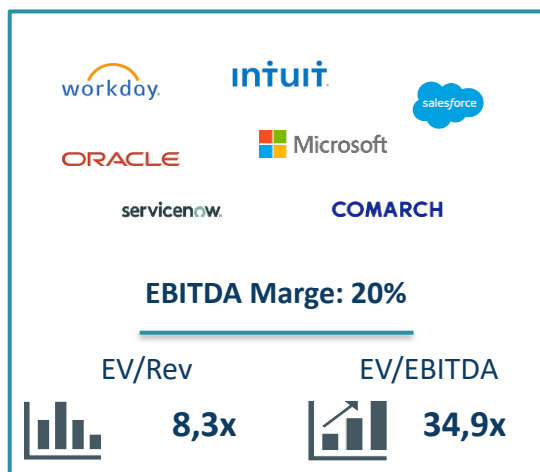 workday.
intuit.
salesforce
ORACLE
Microsoft
servicenow.
COMARCH
EBITDA Marge: 20%
EV/Rev
EV/EBITDA
8,3x
34,9x